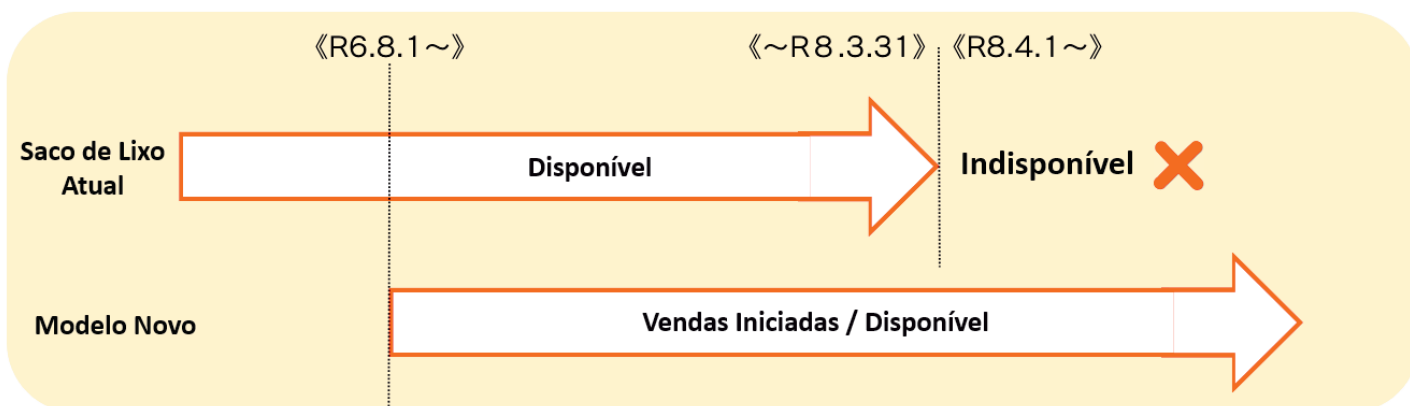 《R6.8.1～》
《～R８.3.31》
《R8.4.1～》
Saco de Lixo
Atual
Disponível
Indisponível
Modelo Novo
Vendas Iniciadas / Disponível